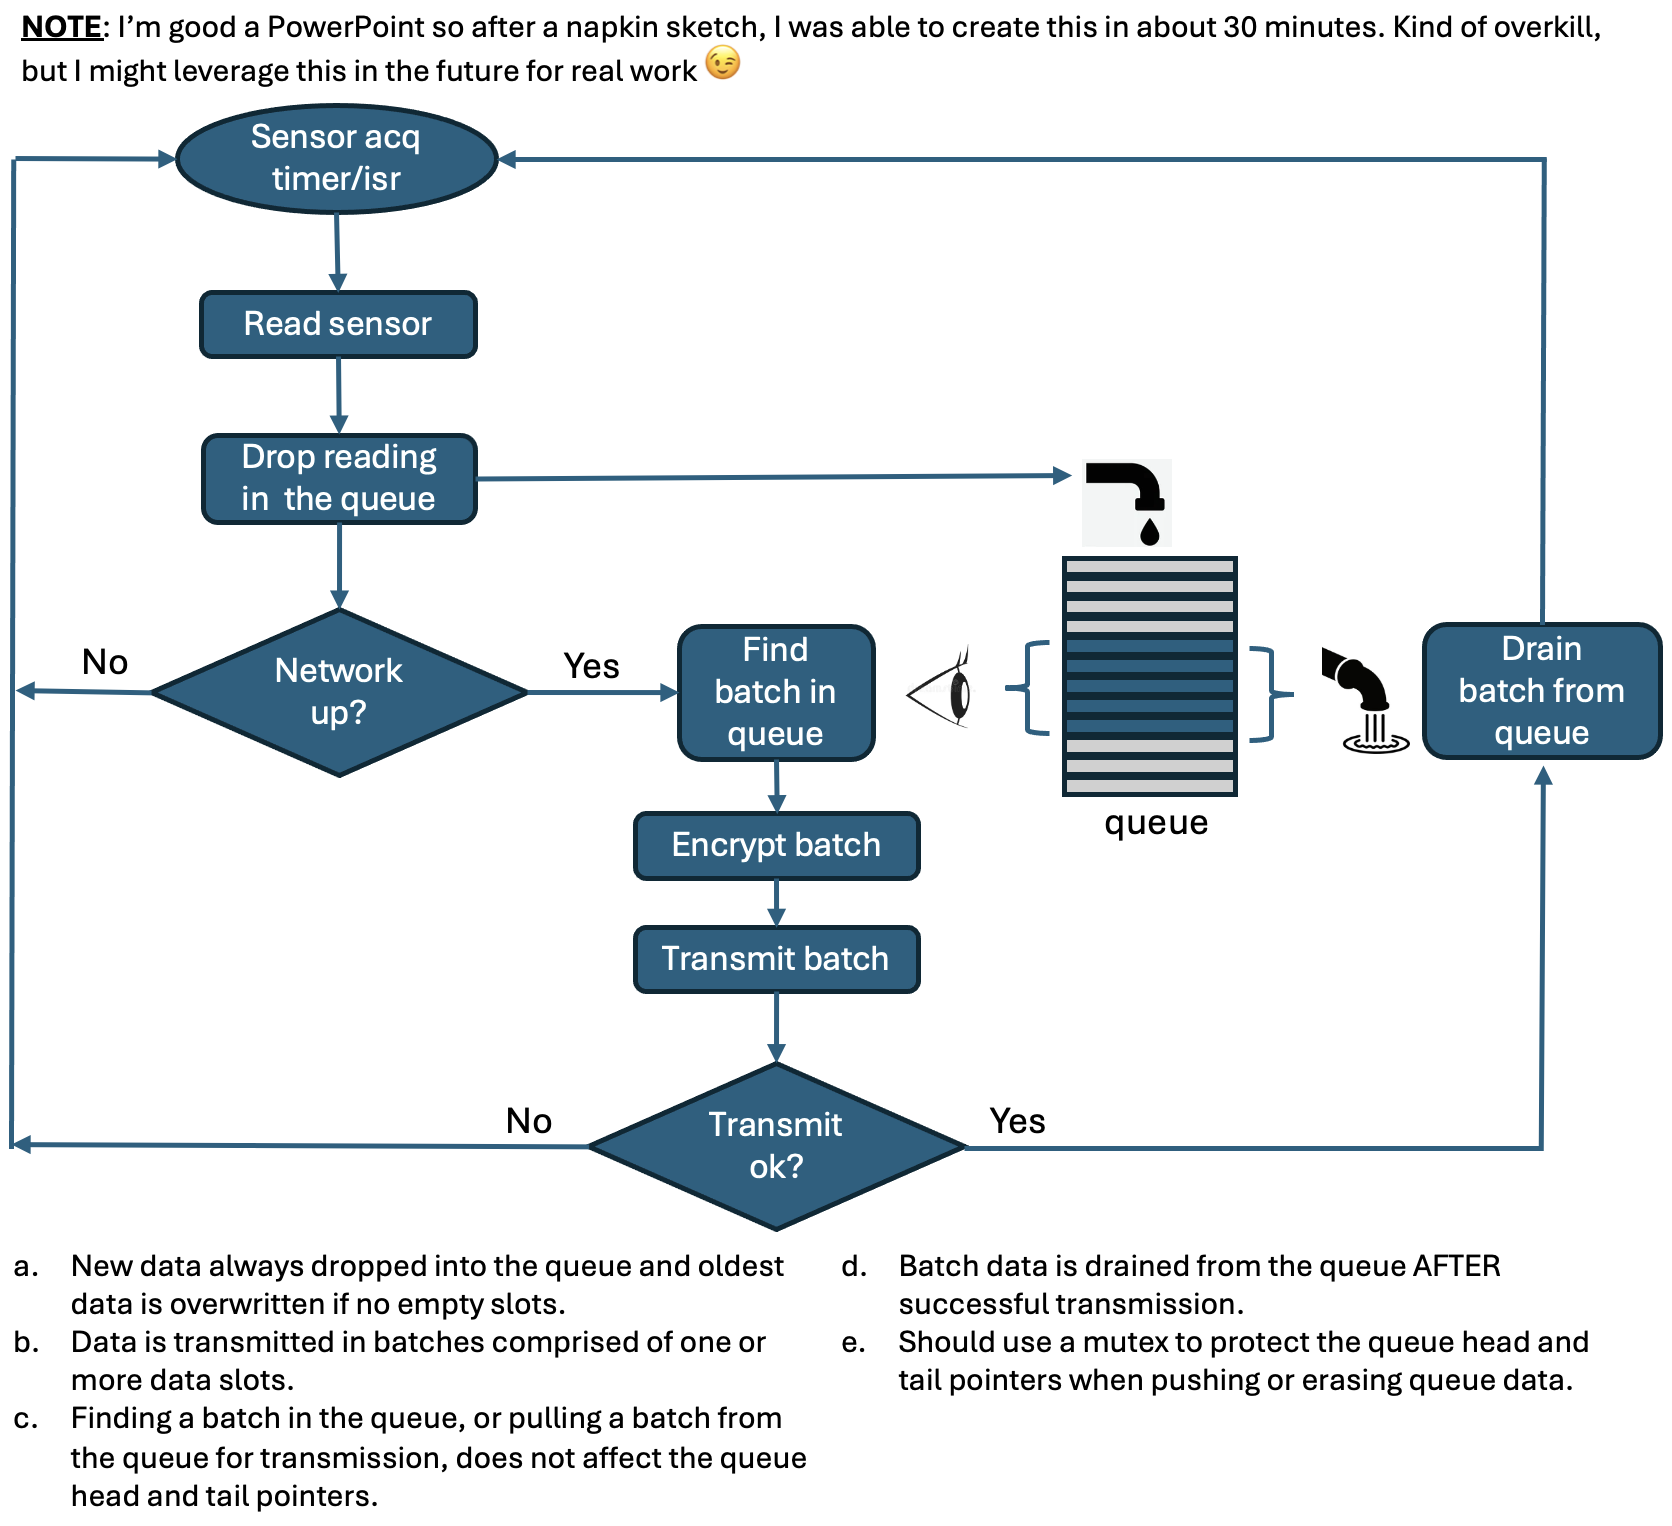 NOTE: I’m good a PowerPoint so after a napkin sketch, I was able to create this in about 30 minutes. Kind of overkill,
but I might leverage this in the future for real work 😉
Sensor acq
timer/isr
Read sensor
Drop reading
in the queue
Network
up?
No
Yes
Find
batch in
queue
queue
Drain
batch from
queue
Encrypt batch
Transmit batch
Transmit
ok?
No
Yes
a. New data always dropped into the queue and oldest
data is overwritten if no empty slots.
b. Data is transmitted in batches comprised of one or
more data slots.
c. Finding a batch in the queue, or pulling a batch from
the queue for transmission, does not affect the queue
head and tail pointers.
d. Batch data is drained from the queue AFTER
successful transmission.
e. Should use a mutex to protect the queue head and
tail pointers when pushing or erasing queue data.